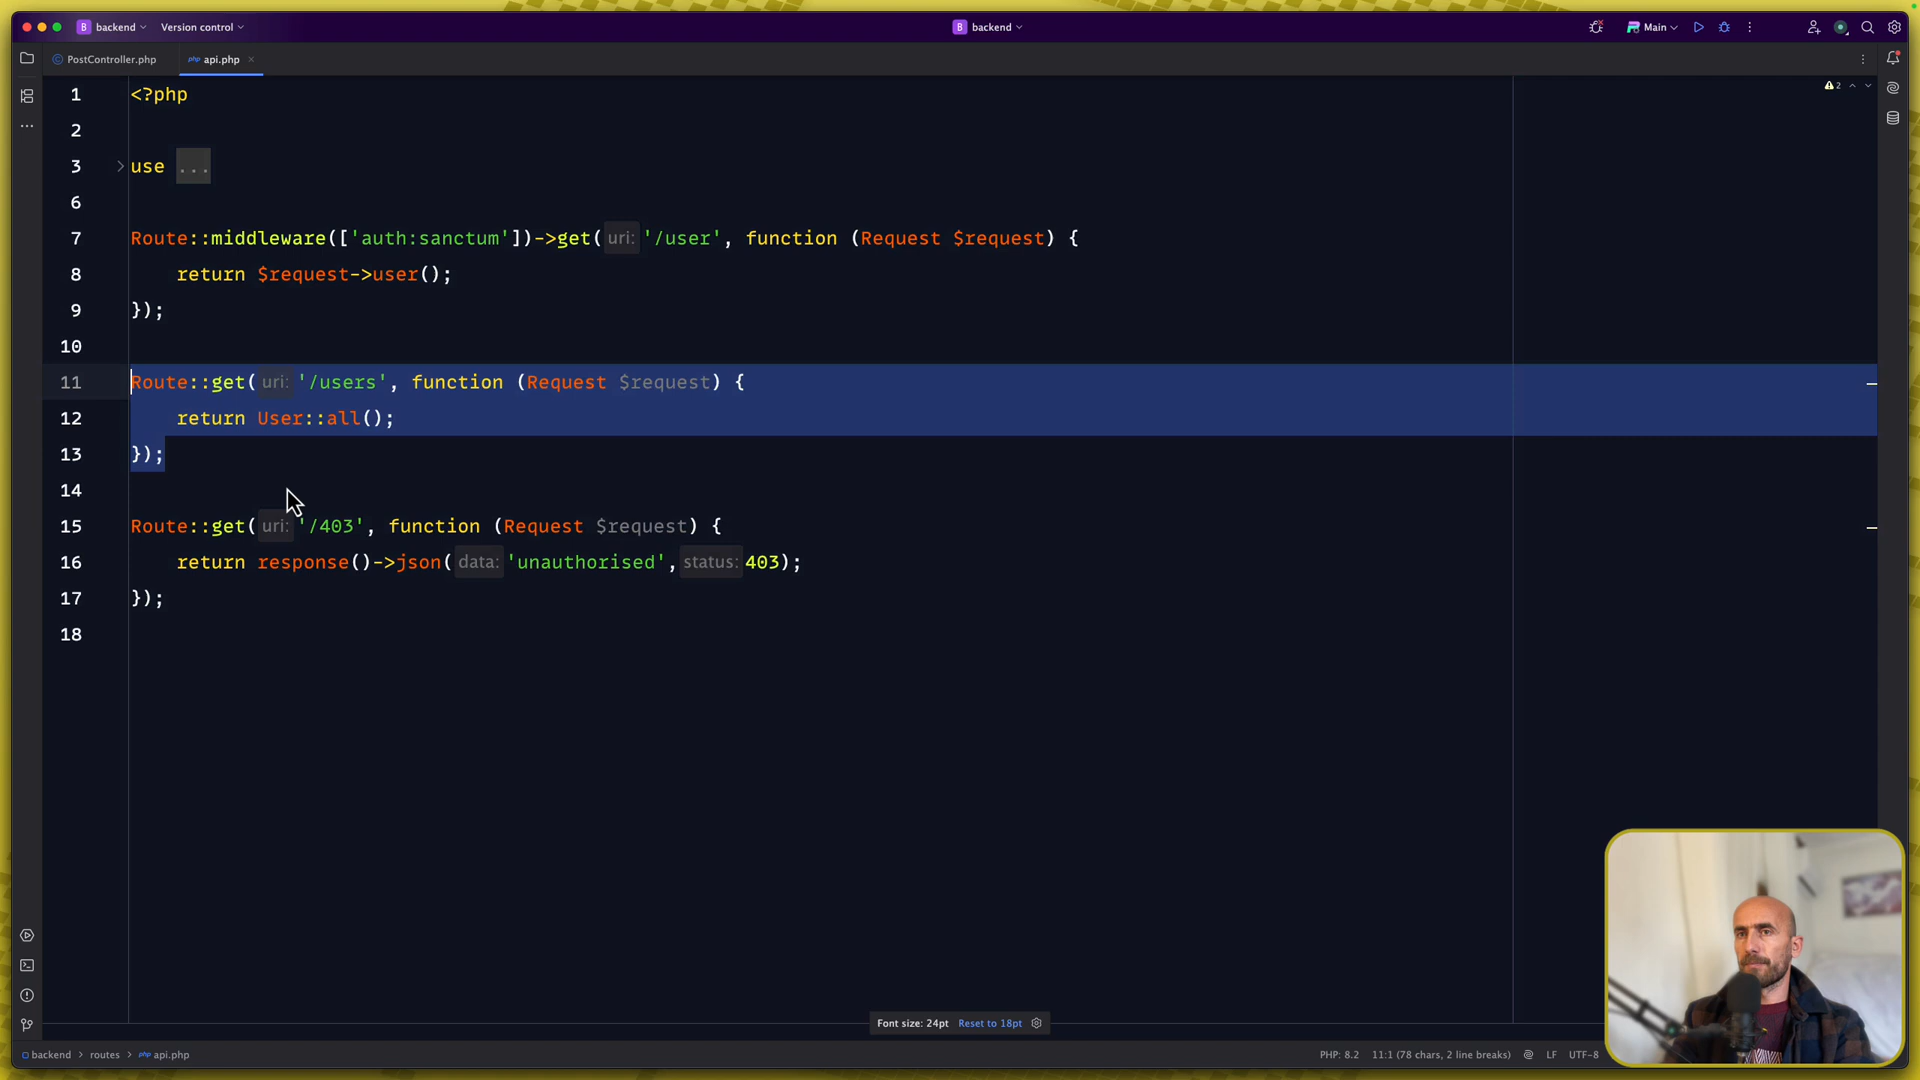 B backend Version control
B backend
Main
PostController.php
php api.php
1 <?php
2
3 use ...
6
7 Route::middleware(['auth:sanctum'])->get( uri: '/user', function (Request $request) {
8 return $request->user();
9 });
10
11 Route::get( uri: '/users', function (Request $request) {
12 return User::all();
13 });
14
15 Route::get( uri: '/403', function (Request $request) {
16 return response()->json( data: 'unauthorised', status: 403);
17 });
18
2
Font size: 24pt Reset to 18pt
backend > routes > php api.php
PHP: 8.2 11:1 (78 chars, 2 line breaks) LF UTF-8